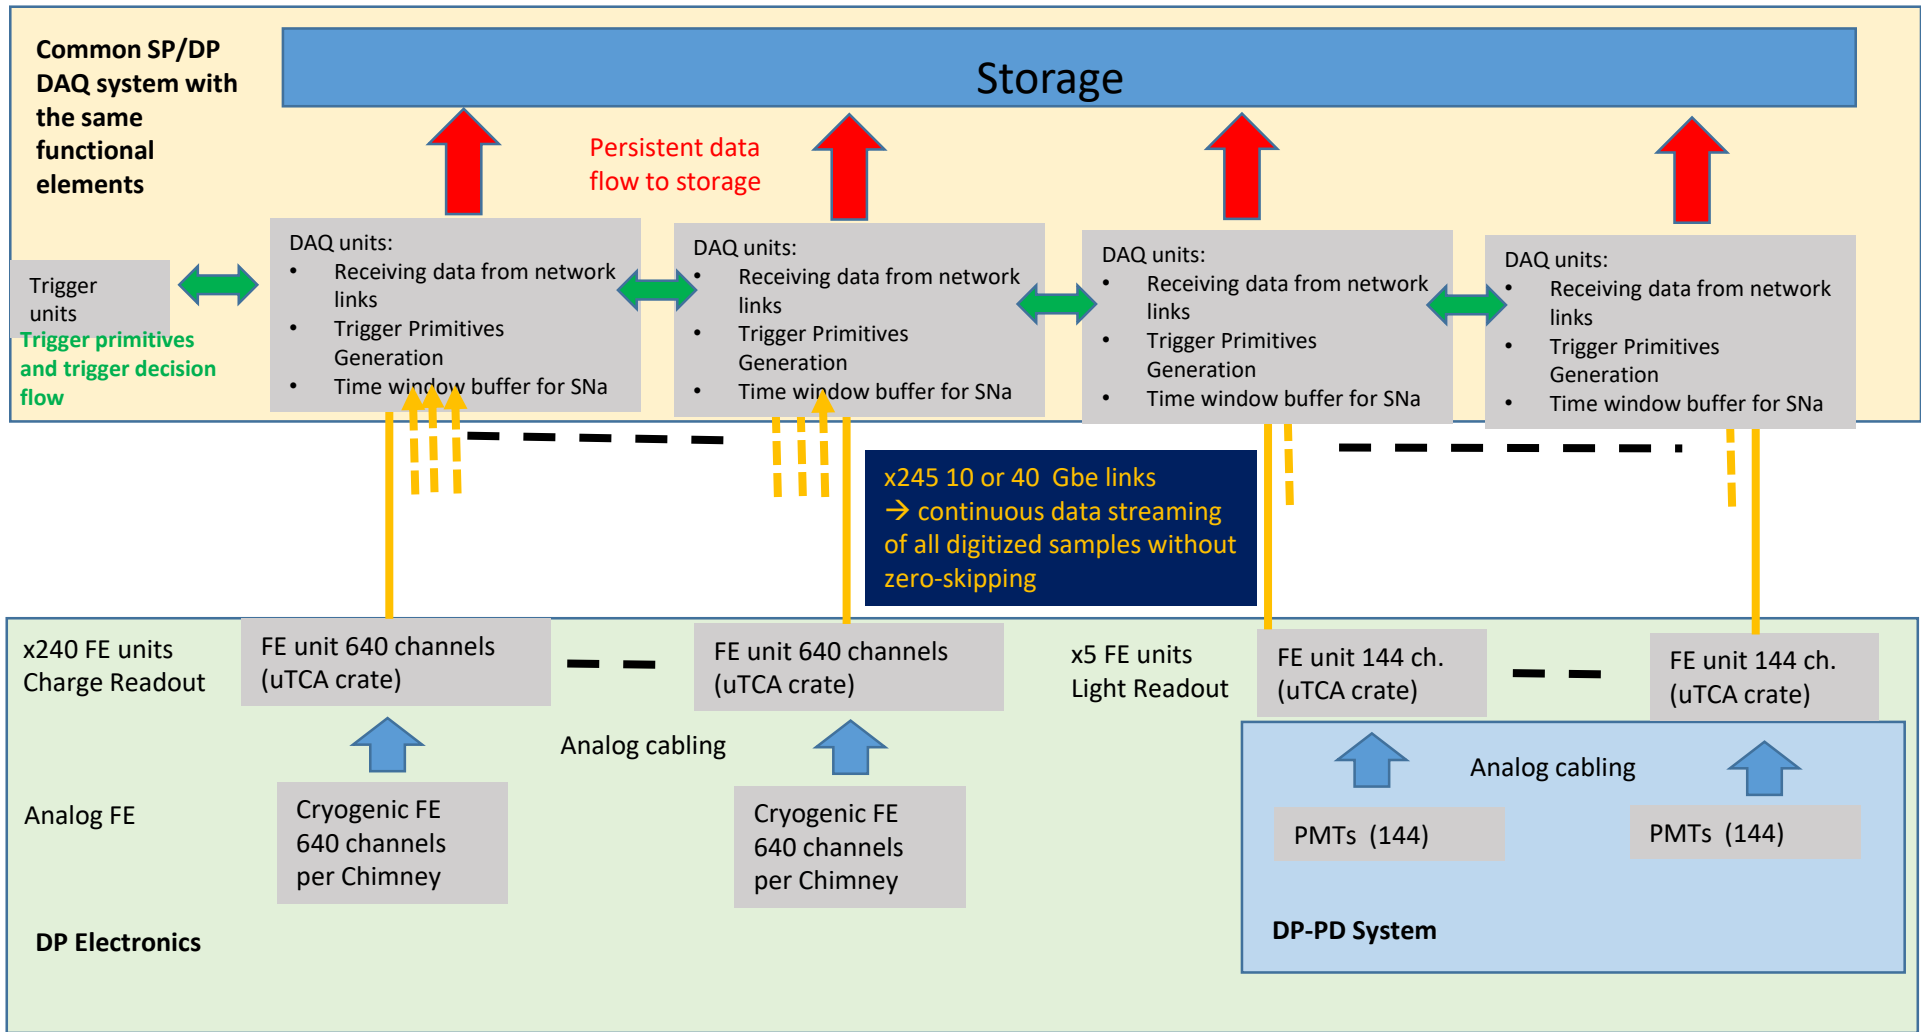 Common SP/DP
DAQ system with
the same
functional
elements
Storage
Persistent data
flow to storage
Trigger
units
Trigger primitives
and trigger decision
flow
DAQ units:
• Receiving data from network
links
• Trigger Primitives
Generation
• Time window buffer for SNa
DAQ units:
• Receiving data from network
links
• Trigger Primitives
Generation
• Time window buffer for SNa
DAQ units:
• Receiving data from network
links
• Trigger Primitives
Generation
• Time window buffer for SNa
DAQ units:
• Receiving data from network
links
• Trigger Primitives
Generation
• Time window buffer for SNa
x245 10 or 40 Gbe links
→ continuous data streaming
of all digitized samples without
zero-skipping
x240 FE units
Charge Readout
FE unit 640 channels
(uTCA crate)
FE unit 640 channels
(uTCA crate)
x5 FE units
Light Readout
FE unit 144 ch.
(uTCA crate)
FE unit 144 ch.
(uTCA crate)
Analog cabling
Analog cabling
Analog FE
Cryogenic FE
640 channels
per Chimney
Cryogenic FE
640 channels
per Chimney
PMTs (144)
PMTs (144)
DP Electronics
DP-PD System